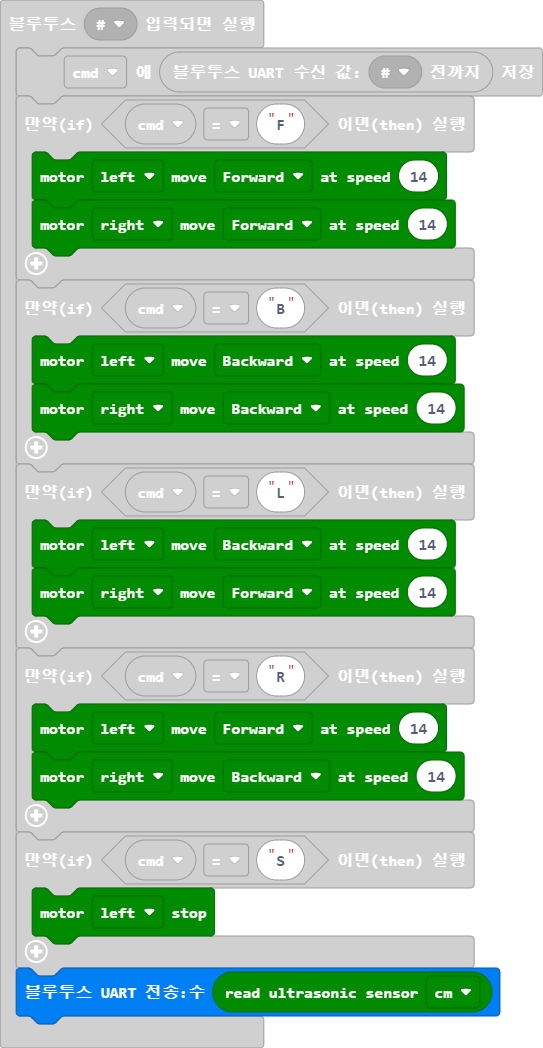 블루투스 # 입력되면 실행
cmd 에 블루투스 UART 수신 값: # 전까지 저장
만약(if) cmd = "F" 이면(then) 실행
motor left move Forward at speed 14
motor right move Forward at speed 14
만약(if) cmd = "B" 이면(then) 실행
motor left move Backward at speed 14
motor right move Backward at speed 14
만약(if) cmd = "L" 이면(then) 실행
motor left move Backward at speed 14
motor right move Forward at speed 14
만약(if) cmd = "R" 이면(then) 실행
motor left move Forward at speed 14
motor right move Backward at speed 14
만약(if) cmd = "S" 이면(then) 실행
motor left stop
블루투스 UART 전송:수 read ultrasonic sensor cm